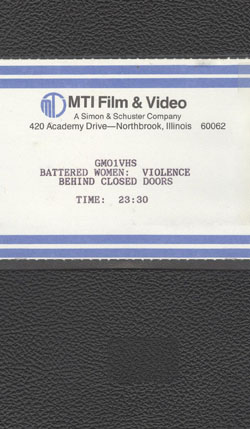 MTI Film & Video
A Simon & Schuster Company
420 Academy Drive—Northbrook, Illinois 60062
GM01VHS
BATTERED WOMEN: VIOLENCE
BEHIND CLOSED DOORS
TIME: 23:30